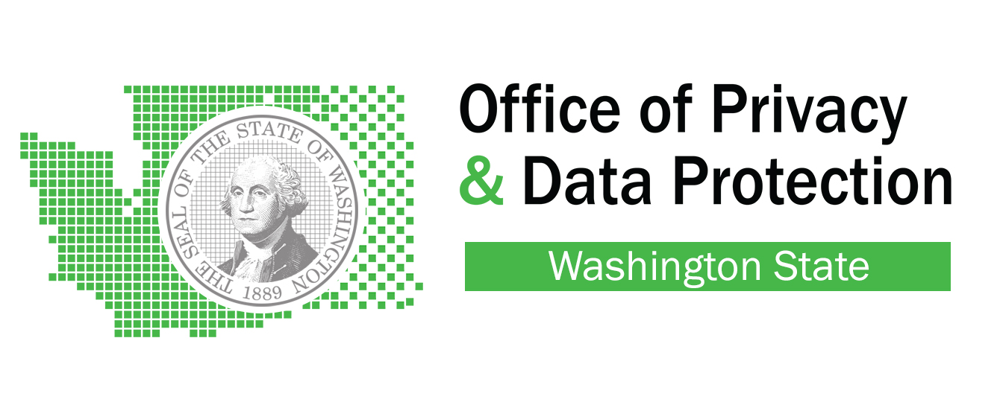 THE SEAL OF THE STATE OF WASHINGTON
1889
Office of Privacy
& Data Protection
Washington State